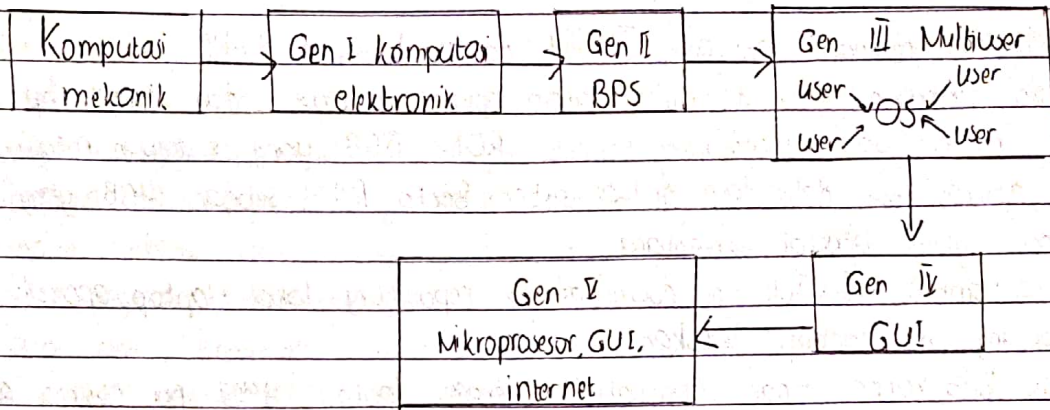 Komputasi
mekanik
Gen I komputasi
elektronik
Gen II
BPS
Gen III Multiuser
user
user
OS
user
user
Gen IV
GUI
Gen V
Mikroprosesor, GUI,
internet